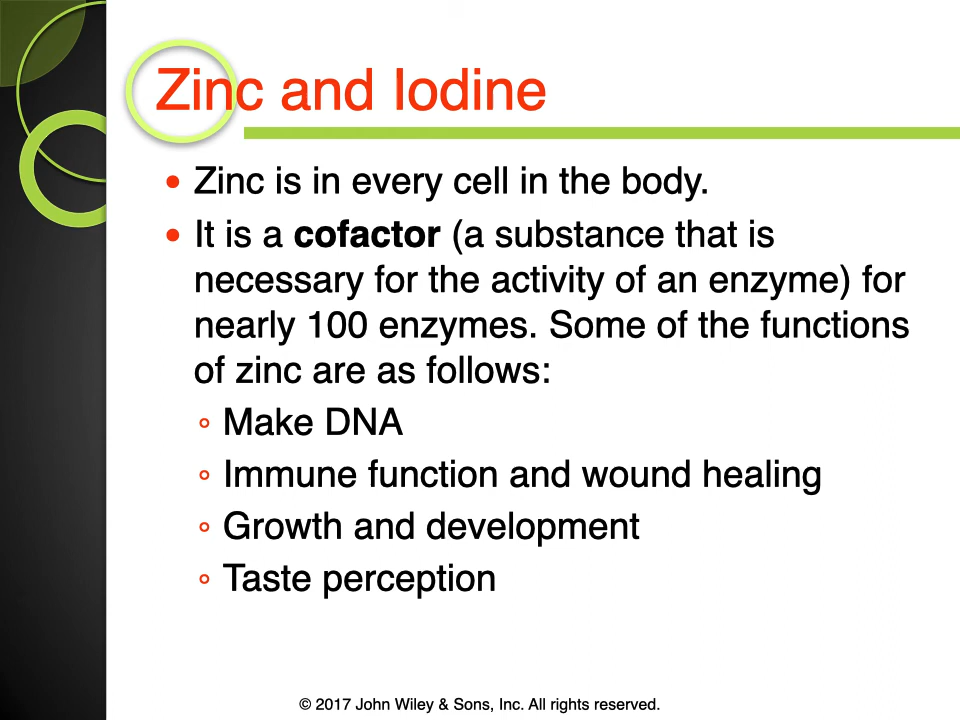 Zinc and Iodine
• Zinc is in every cell in the body.
• It is a cofactor (a substance that is
necessary for the activity of an enzyme) for
nearly 100 enzymes. Some of the functions
of zinc are as follows:
◦ Make DNA
◦ Immune function and wound healing
◦ Growth and development
◦ Taste perception
© 2017 John Wiley & Sons, Inc. All rights reserved.